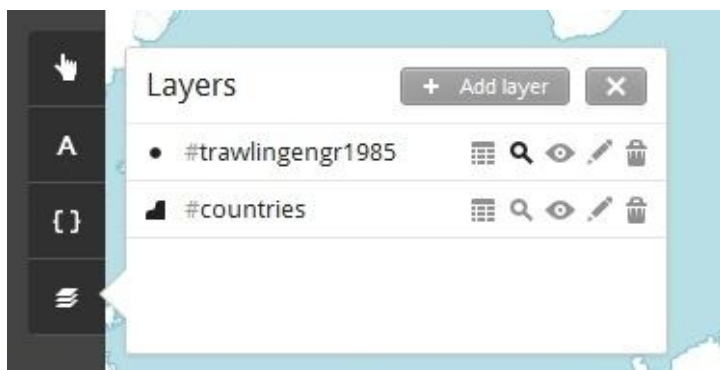 Layers
+ Add layer
#trawlingengr1985
#countries
A
{ }